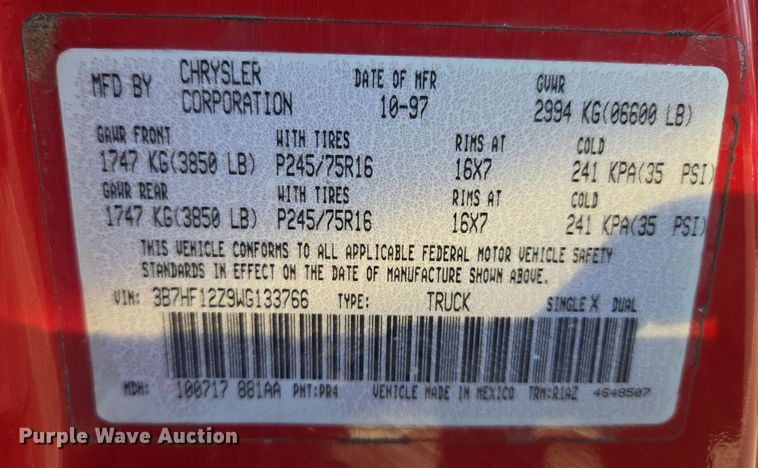 MFD BY CHRYSLER CORPORATION DATE OF MFR 10-97 GVWR 2994 KG(06600 LB)
GAWR FRONT WITH TIRES RIMS AT COLD
1747 KG(3850 LB) P245/75R16 16X7 241 KPA(35 PSI)
GAWR REAR WITH TIRES RIMS AT COLD
1747 KG(3850 LB) P245/75R16 16X7 241 KPA(35 PSI)
THIS VEHICLE CONFORMS TO ALL APPLICABLE FEDERAL MOTOR VEHICLE SAFETY
STANDARDS IN EFFECT ON THE DATE OF MANUFACTURE SHOWN ABOVE.
VIN: 3B7HF12Z9WG133766 TYPE: TRUCK SINGLE X DUAL
MDH: 100717 881AA PNT:PR4 VEHICLE MADE IN MEXICO TRM:R1AZ 4648507
Purple Wave Auction